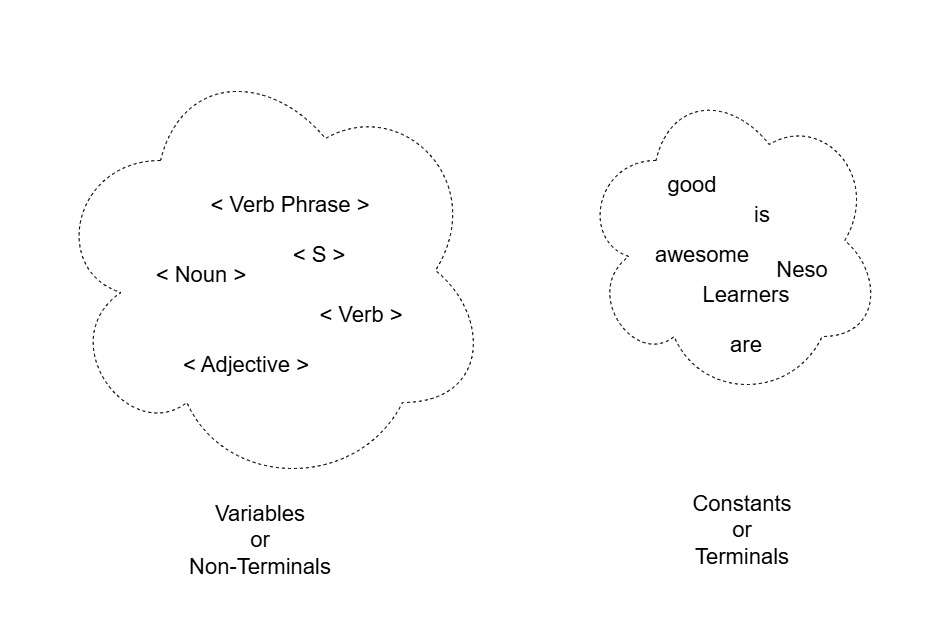 < Verb Phrase >
< S >
< Noun >
< Verb >
< Adjective >
Variables
or
Non-Terminals
good
is
awesome
Neso
Learners
are
Constants
or
Terminals